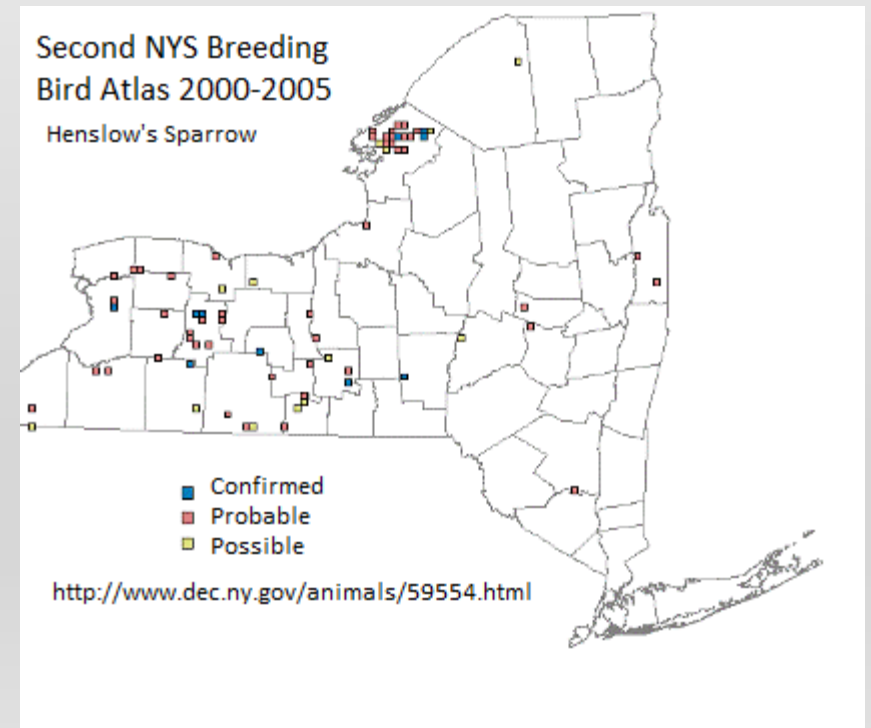 Second NYS Breeding
Bird Atlas 2000-2005
Henslow's Sparrow
Confirmed
Probable
Possible
http://www.dec.ny.gov/animals/59554.html